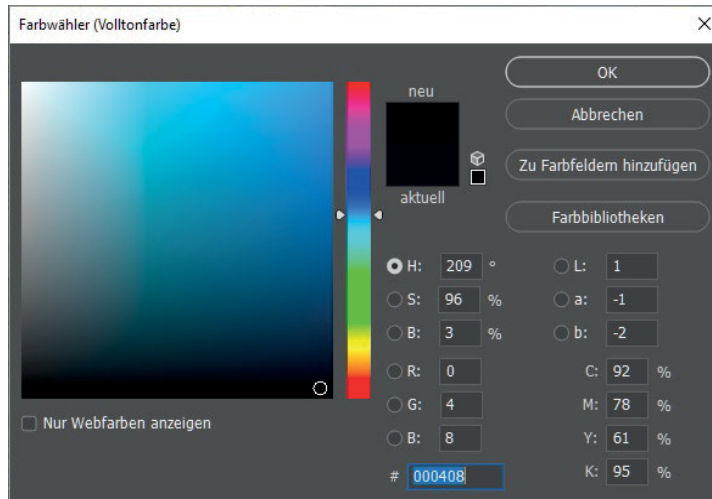 Farbwähler (Volltonfarbe)
neu
aktuell
OK
Abbrechen
Zu Farbfeldern hinzufügen
Farbbibliotheken
H: 209 ° L: 1
S: 96 % a: -1
B: 3 % b: -2
R: 0 C: 92 %
G: 4 M: 78 %
B: 8 Y: 61 %
# 000408 K: 95 %
Nur Webfarben anzeigen